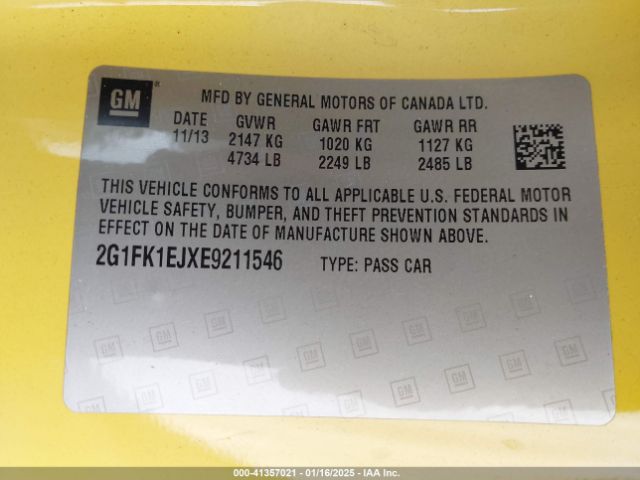 GM®
MFD BY GENERAL MOTORS OF CANADA LTD.
DATE GVWR GAWR FRT GAWR RR
11/13 2147 KG 1020 KG 1127 KG
4734 LB 2249 LB 2485 LB
THIS VEHICLE CONFORMS TO ALL APPLICABLE U.S. FEDERAL MOTOR
VEHICLE SAFETY, BUMPER, AND THEFT PREVENTION STANDARDS IN
EFFECT ON THE DATE OF MANUFACTURE SHOWN ABOVE.
2G1FK1EJXE9211546 TYPE: PASS CAR
000-41357021 - 01/16/2025 - IAA Inc.